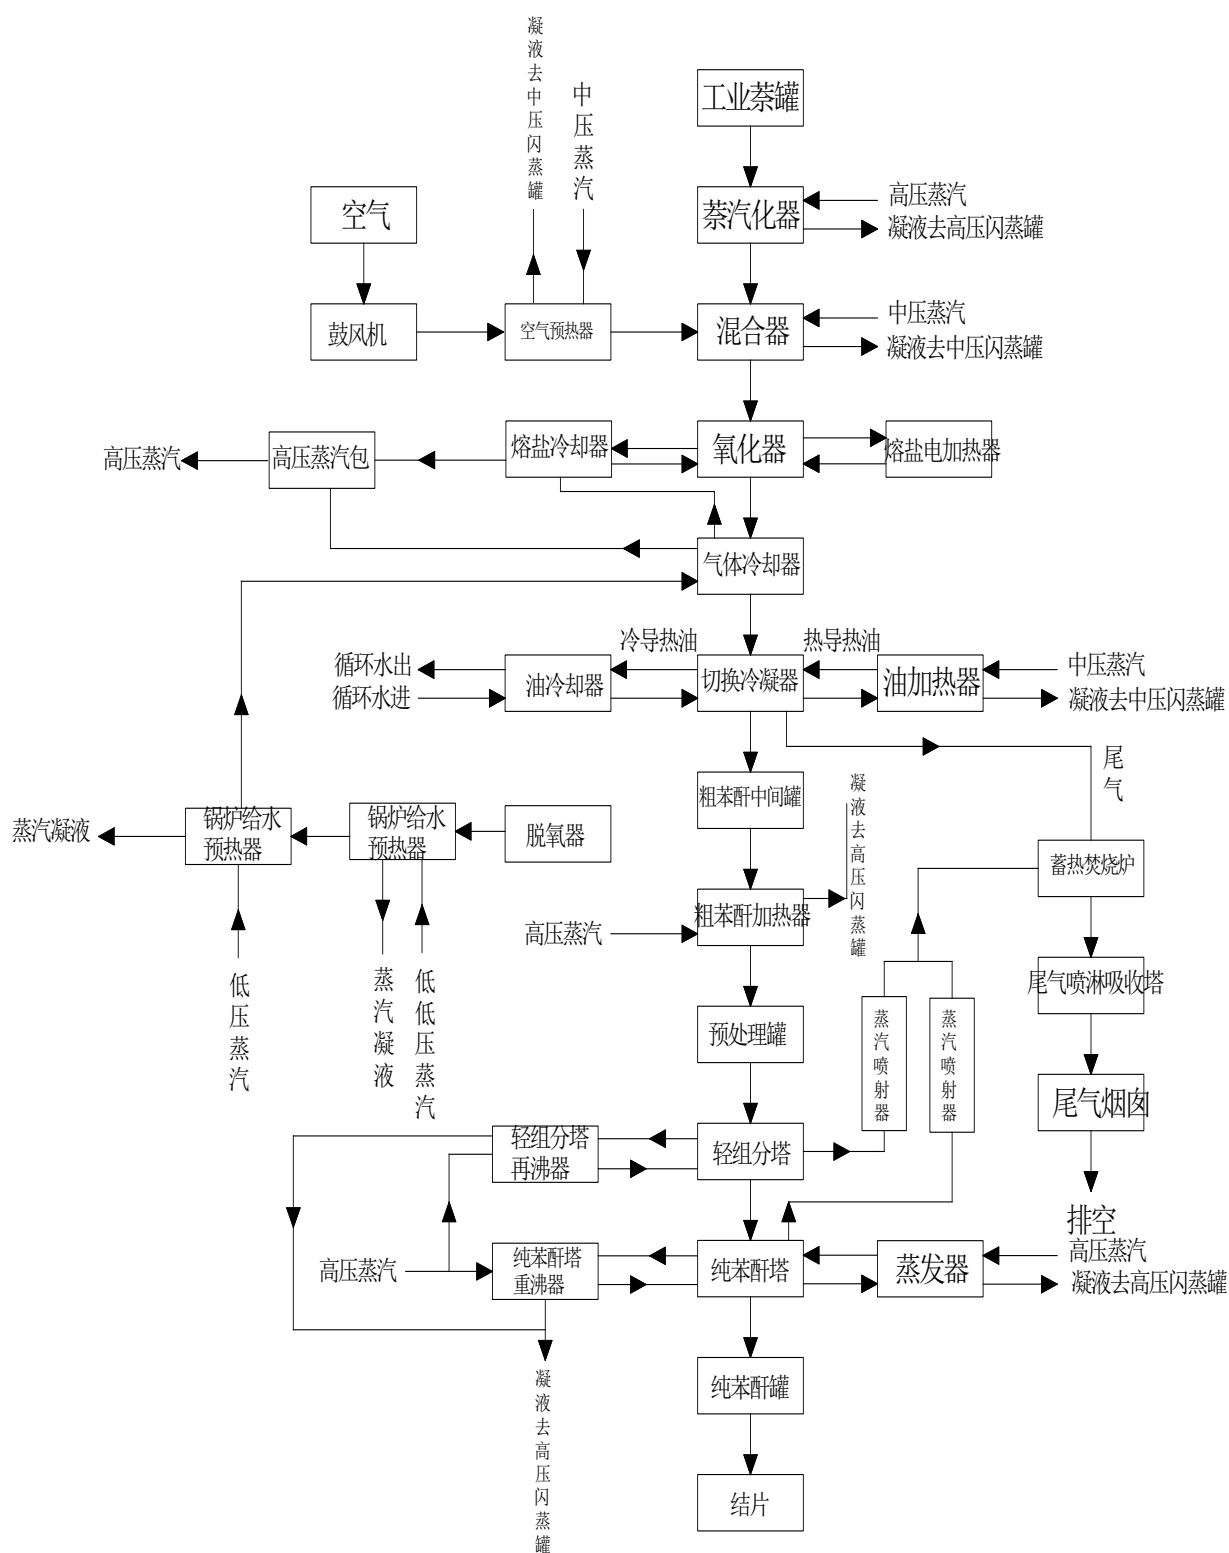 凝液去中压闪蒸罐
中压蒸汽
工业萘罐
空气
萘汽化器
高压蒸汽
凝液去高压闪蒸罐
鼓风机
空气预热器
混合器
中压蒸汽
凝液去中压闪蒸罐
高压蒸汽
高压蒸汽包
熔盐冷却器
氧化器
熔盐电加热器
气体冷却器
冷导热油
热导热油
循环水出
循环水进
油冷却器
切换冷凝器
油加热器
中压蒸汽
凝液去中压闪蒸罐
尾气
粗苯酐中间罐
凝液去高压闪蒸罐
蒸汽凝液
锅炉给水
预热器
锅炉给水
预热器
脱氧器
蓄热焚烧炉
高压蒸汽
粗苯酐加热器
低压蒸汽
蒸汽凝液
低低压蒸汽
尾气喷淋吸收塔
预处理罐
蒸汽喷射器
蒸汽喷射器
尾气烟囱
轻组分塔
再沸器
轻组分塔
排空
高压蒸汽
纯苯酐塔
重沸器
纯苯酐塔
蒸发器
高压蒸汽
凝液去高压闪蒸罐
凝液去高压闪蒸罐
纯苯酐罐
结片